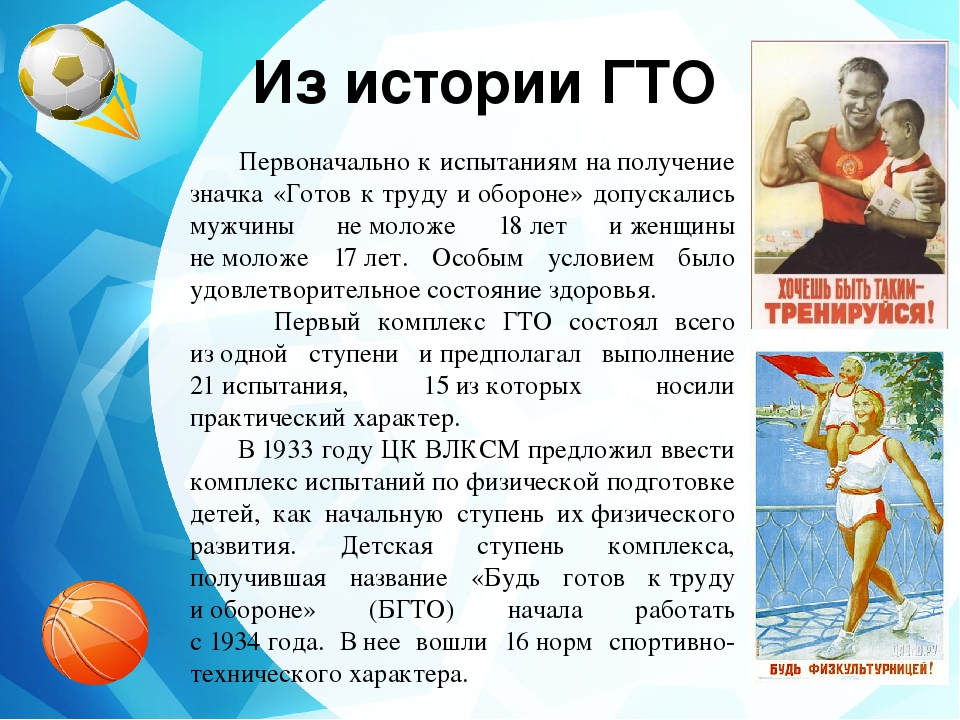 Из истории ГТО
Первоначально к испытаниям на получение
значка «Готов к труду и обороне» допускались
мужчины не моложе 18 лет и женщины
не моложе 17 лет. Особым условием было
удовлетворительное состояние здоровья.
Первый комплекс ГТО состоял всего
из одной ступени и предполагал выполнение
21 испытания, 15 из которых носили
практический характер.
В 1933 году ЦК ВЛКСМ предложил ввести
комплекс испытаний по физической подготовке
детей, как начальную ступень их физического
развития. Детская ступень комплекса,
получившая название «Будь готов к труду
и обороне» (БГТО) начала работать
с 1934 года. В нее вошли 16 норм спортивно-
технического характера.
ХОЧЕШЬ БЫТЬ ТАКИМ–
ТРЕНИРУЙСЯ!
БУДЬ ФИЗКУЛЬТУРНИЦЕЙ!